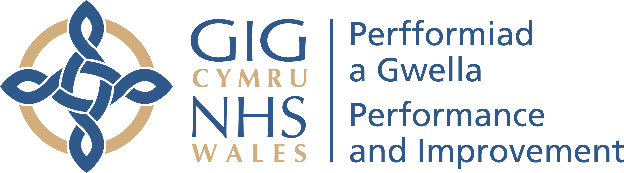 GIG
CYMRU
NHS
WALES
Perfformiad
a Gwella
Performance
and Improvement